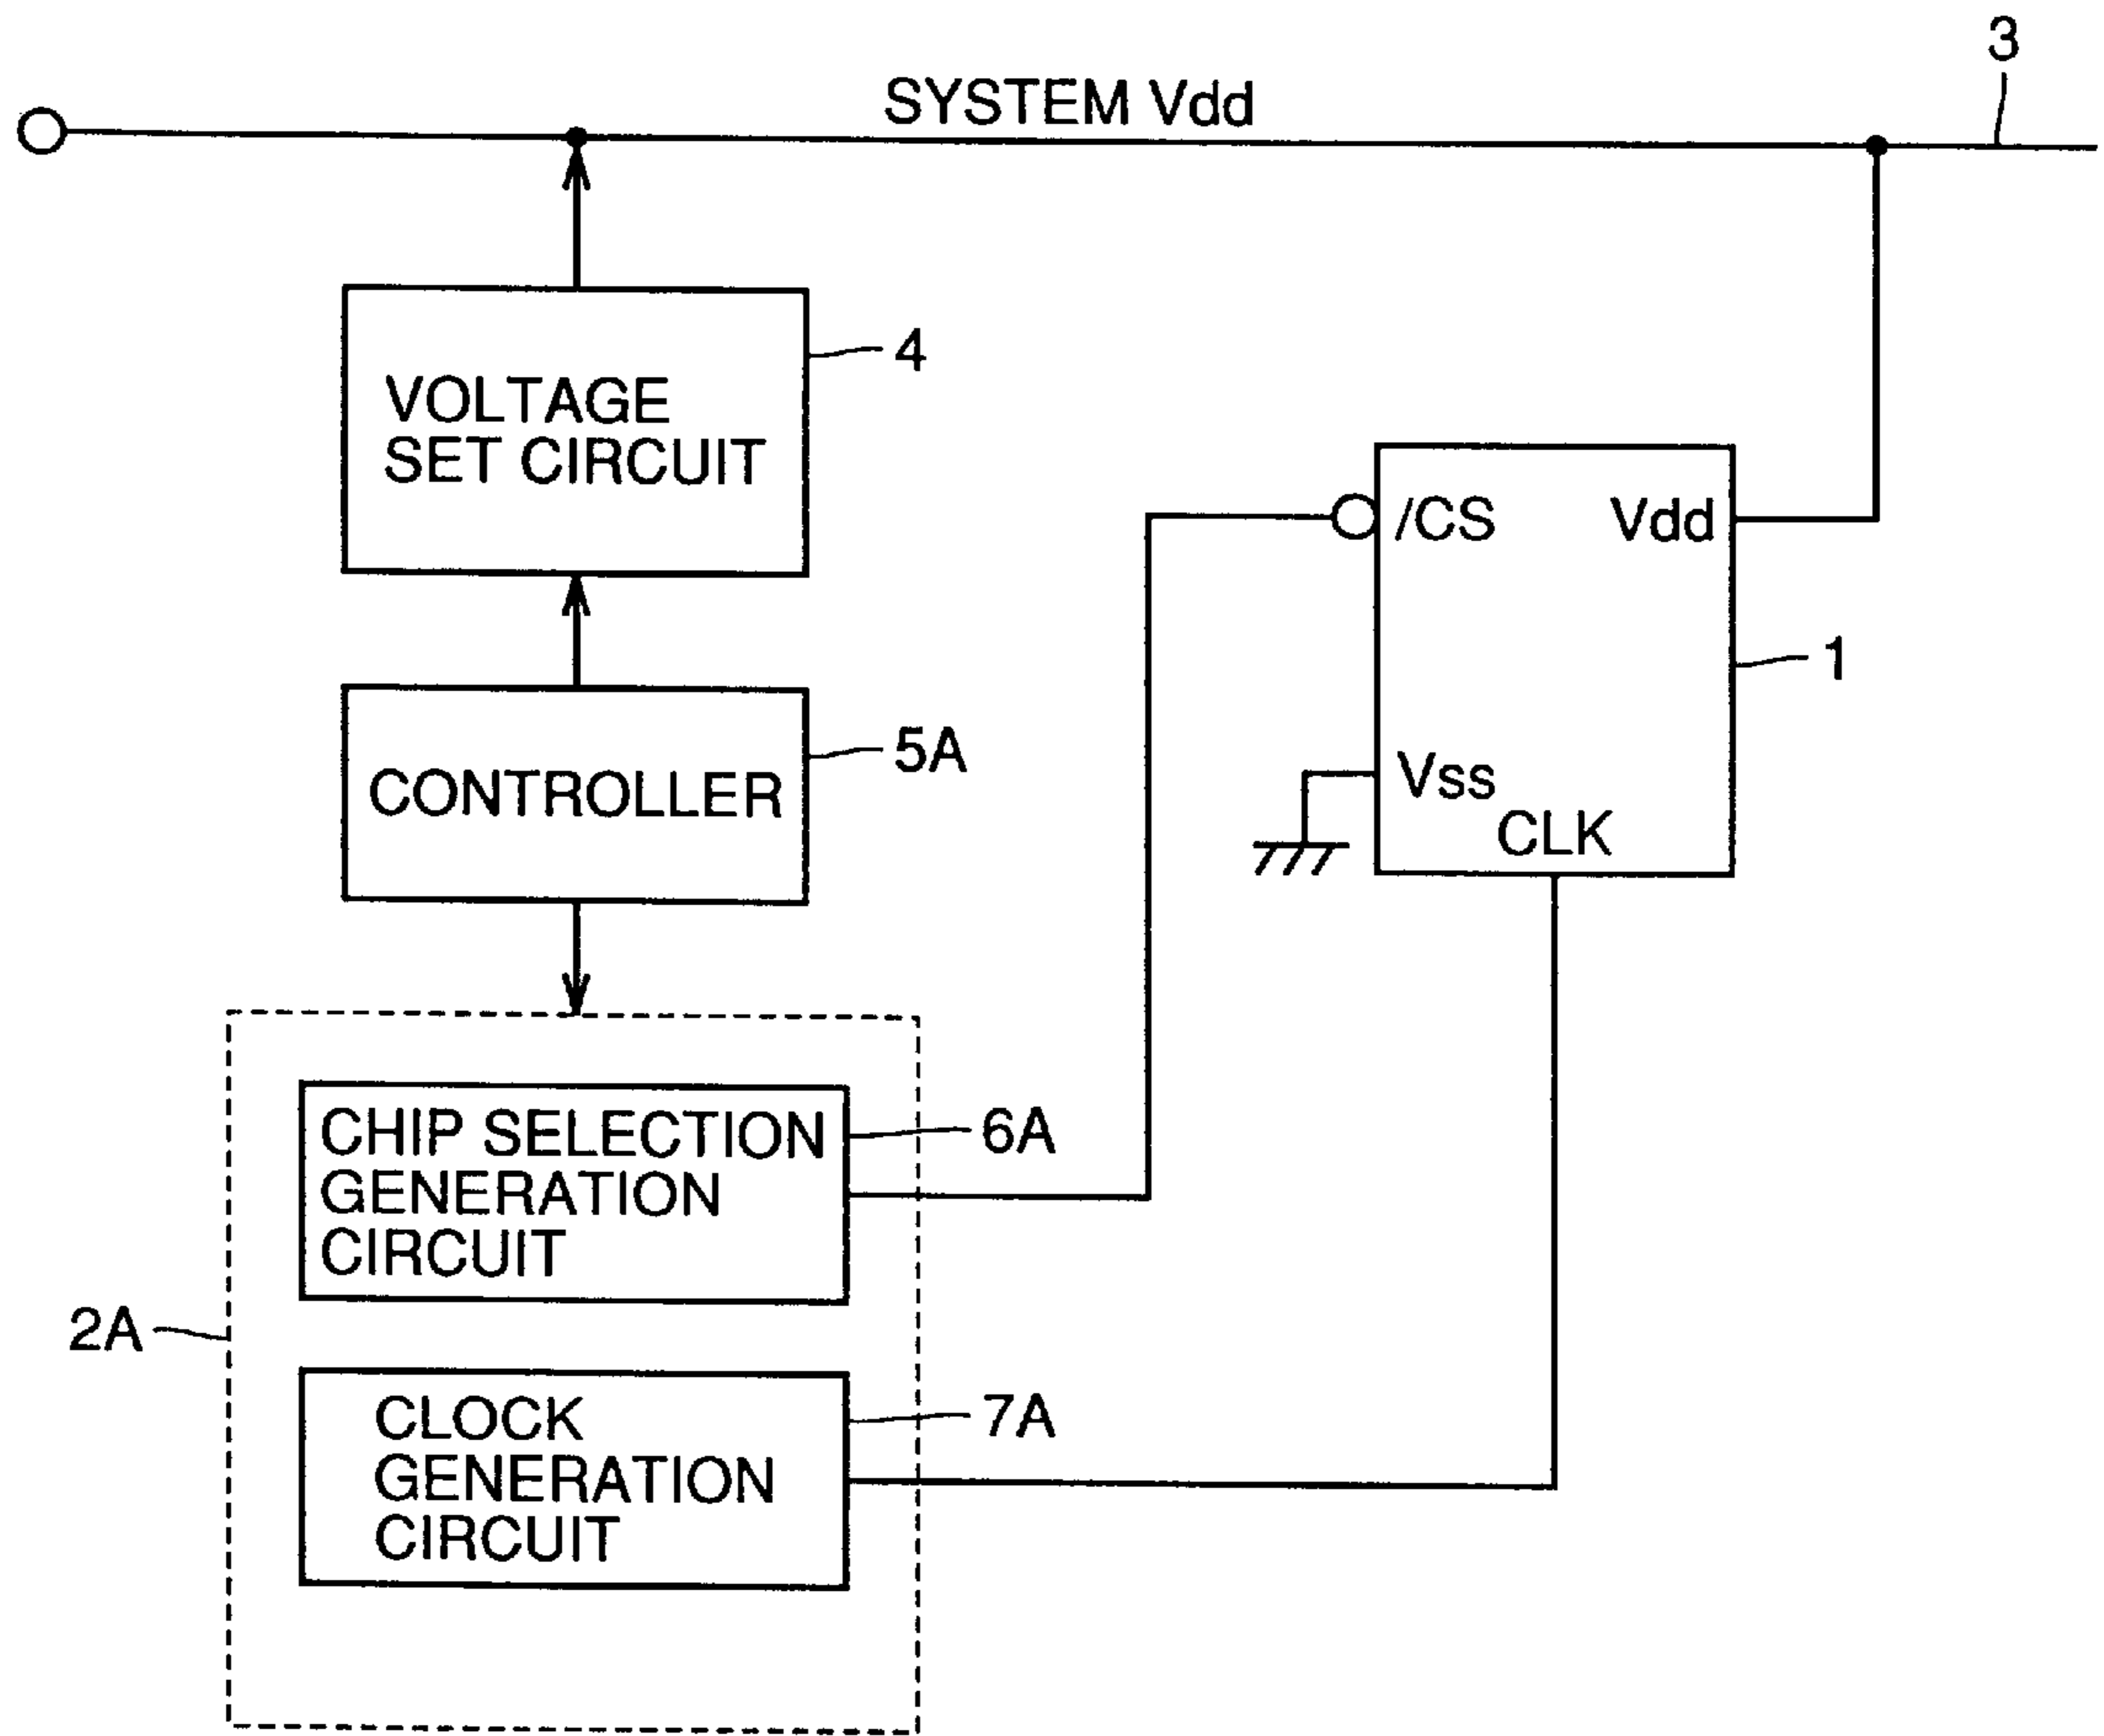 3
SYSTEM Vdd
VOLTAGE
SET CIRCUIT
4
/CS
Vdd
1
CONTROLLER
5A
Vss
CLK
CHIP SELECTION
GENERATION
CIRCUIT
6A
2A
CLOCK
GENERATION
CIRCUIT
7A